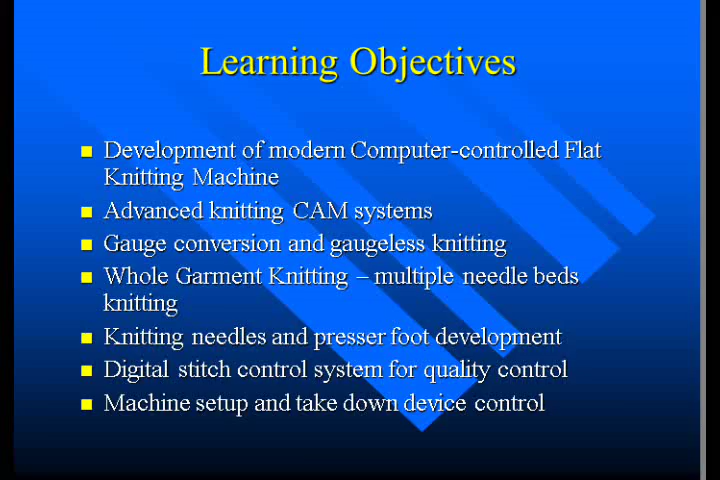 Learning Objectives
Development of modern Computer-controlled Flat
Knitting Machine
Advanced knitting CAM systems
Gauge conversion and gaugeless knitting
Whole Garment Knitting – multiple needle beds
knitting
Knitting needles and presser foot development
Digital stitch control system for quality control
Machine setup and take down device control